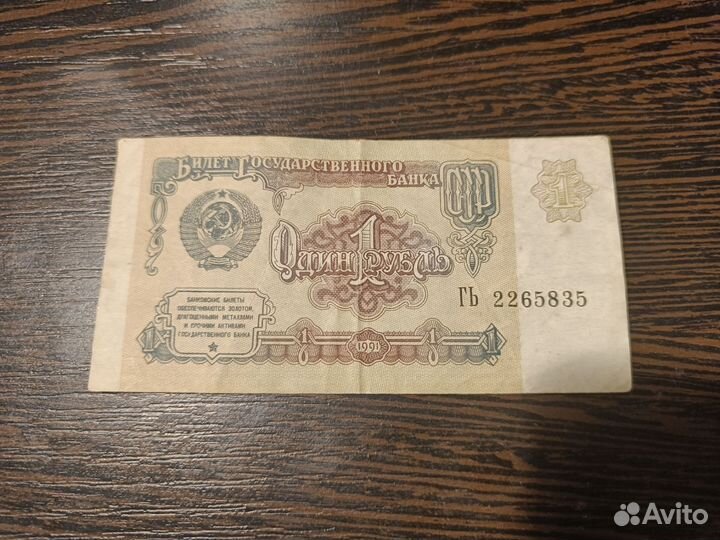 Билет Государственного
Банка СССР
1
Один 1 Рубль
ГЬ 2265835
БАНКОВСКИЕ БИЛЕТЫ
ОБЕСПЕЧИВАЮТСЯ ЗОЛОТОМ,
ДРАГОЦЕННЫМИ МЕТАЛЛАМИ
И ПРОЧИМИ АКТИВАМИ
ГОСУДАРСТВЕННОГО БАНКА
1 1 1991 1 1
Avito